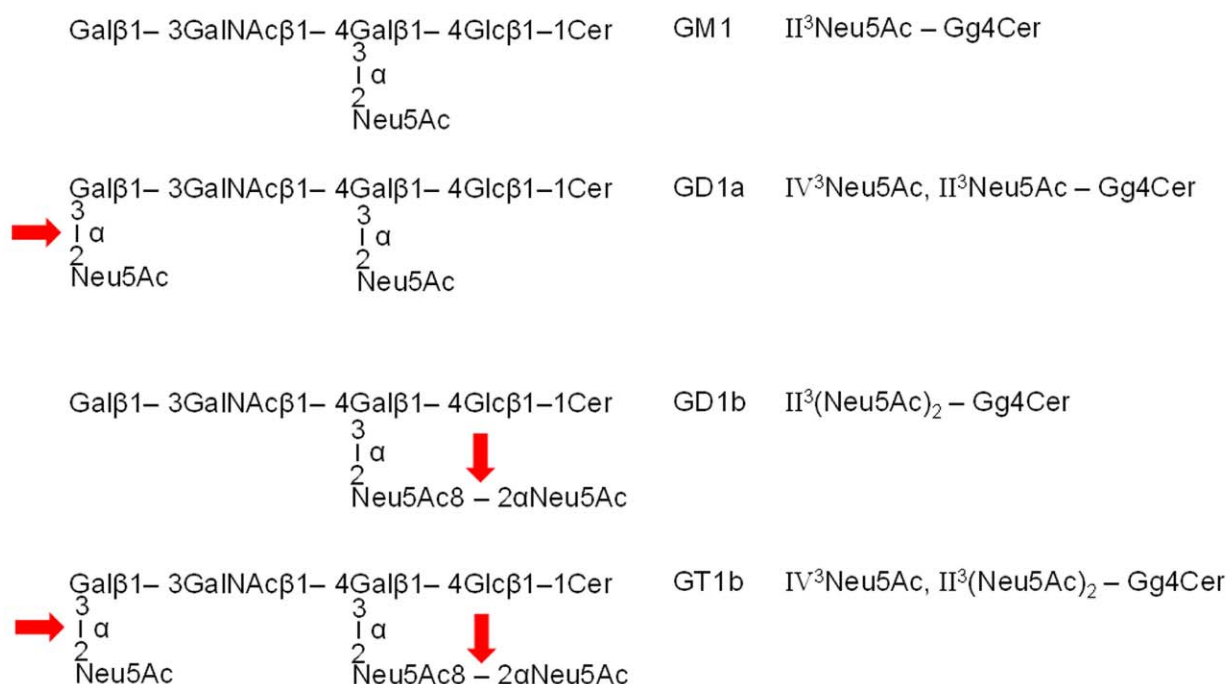 Galβ1– 3GalNAcβ1– 4Galβ1– 4Glcβ1–1Cer GM1 II³Neu5Ac – Gg4Cer
3
α
2
Neu5Ac
Galβ1– 3GalNAcβ1– 4Galβ1– 4Glcβ1–1Cer GD1a IV³Neu5Ac, II³Neu5Ac – Gg4Cer
3 3
α α
2 2
Neu5Ac Neu5Ac
Galβ1– 3GalNAcβ1– 4Galβ1– 4Glcβ1–1Cer GD1b II³(Neu5Ac)₂ – Gg4Cer
3
α
2
Neu5Ac8 – 2αNeu5Ac
Galβ1– 3GalNAcβ1– 4Galβ1– 4Glcβ1–1Cer GT1b IV³Neu5Ac, II³(Neu5Ac)₂ – Gg4Cer
3 3
α α
2 2
Neu5Ac Neu5Ac8 – 2αNeu5Ac